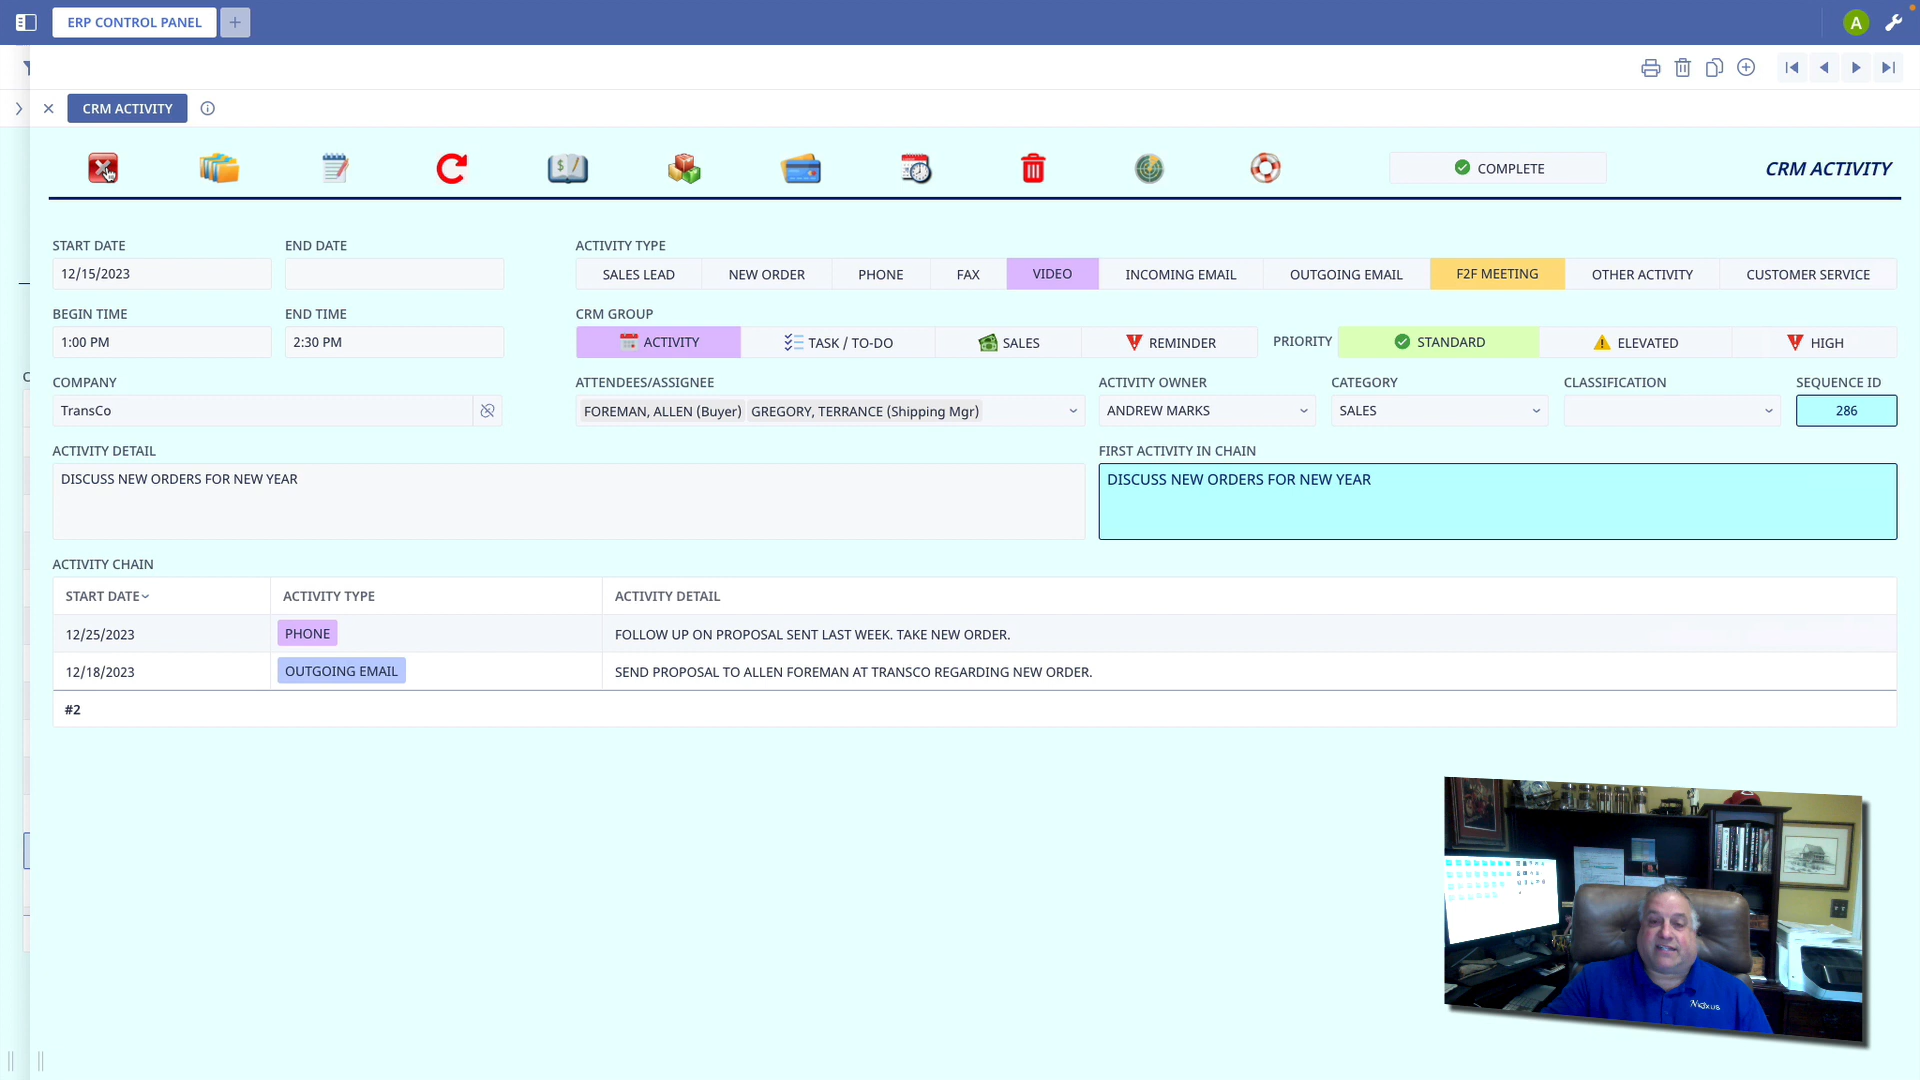 ERP CONTROL PANEL
A
CRM ACTIVITY
COMPLETE
CRM ACTIVITY
START DATE
END DATE
ACTIVITY TYPE
12/15/2023
SALES LEAD
NEW ORDER
PHONE
FAX
VIDEO
INCOMING EMAIL
OUTGOING EMAIL
F2F MEETING
OTHER ACTIVITY
CUSTOMER SERVICE
BEGIN TIME
END TIME
CRM GROUP
1:00 PM
2:30 PM
ACTIVITY
TASK / TO-DO
SALES
REMINDER
PRIORITY
STANDARD
ELEVATED
HIGH
COMPANY
ATTENDEES/ASSIGNEE
ACTIVITY OWNER
CATEGORY
CLASSIFICATION
SEQUENCE ID
TransCo
FOREMAN, ALLEN (Buyer)
GREGORY, TERRANCE (Shipping Mgr)
ANDREW MARKS
SALES
286
ACTIVITY DETAIL
FIRST ACTIVITY IN CHAIN
DISCUSS NEW ORDERS FOR NEW YEAR
DISCUSS NEW ORDERS FOR NEW YEAR
ACTIVITY CHAIN
START DATE
ACTIVITY TYPE
ACTIVITY DETAIL
12/25/2023
PHONE
FOLLOW UP ON PROPOSAL SENT LAST WEEK. TAKE NEW ORDER.
12/18/2023
OUTGOING EMAIL
SEND PROPOSAL TO ALLEN FOREMAN AT TRANSCO REGARDING NEW ORDER.
#2